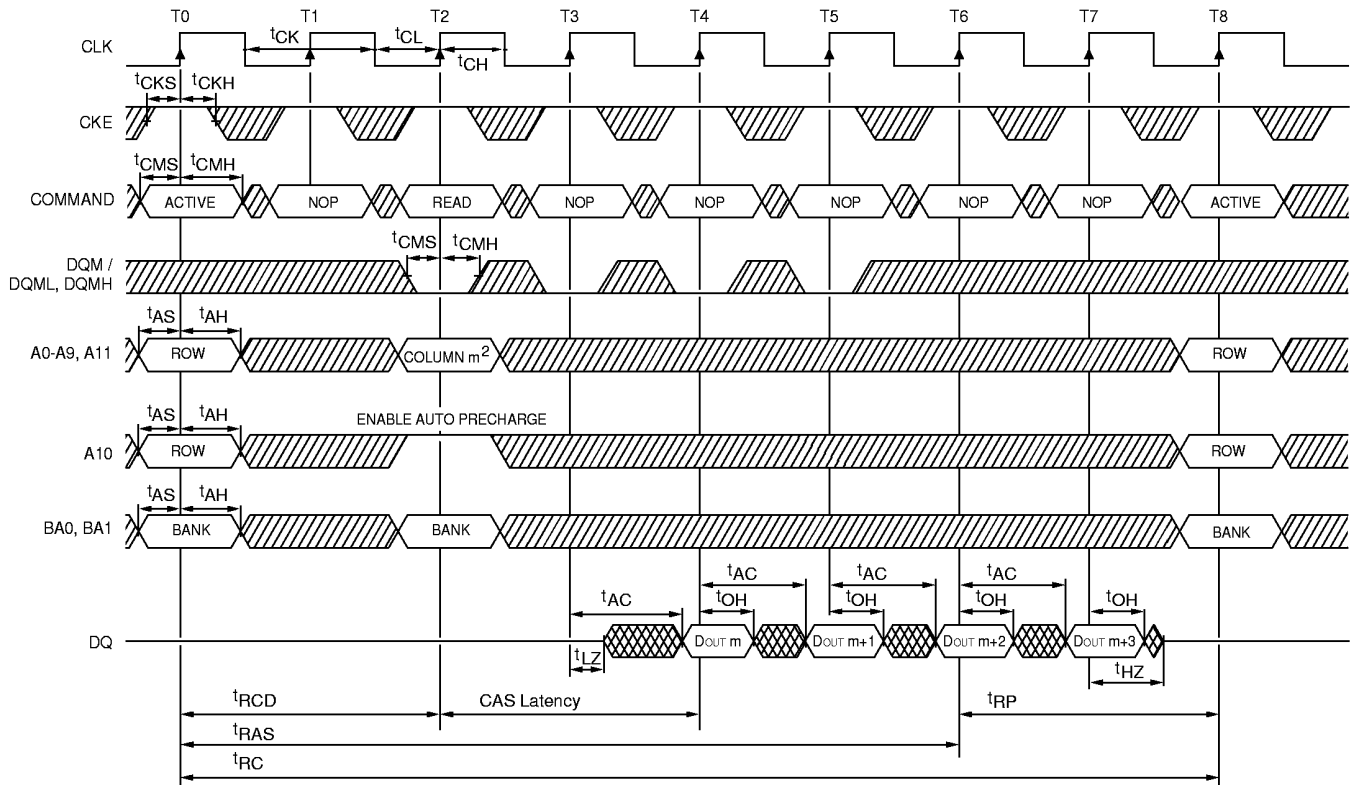 T0 T1 T2 T3 T4 T5 T6 T7 T8
CLK
tCK tCL
tCH
tCKS tCKH
CKE
tCMS tCMH
COMMAND ACTIVE NOP READ NOP NOP NOP NOP NOP ACTIVE
tCMS tCMH
DQM /
DQML, DQMH
tAS tAH
A0-A9, A11 ROW COLUMN m² ROW
tAS tAH ENABLE AUTO PRECHARGE
A10 ROW ROW
tAS tAH
BA0, BA1 BANK BANK BANK
tAC tAC tAC tAC
tOH tOH tOH tOH
DQ DOUT m DOUT m+1 DOUT m+2 DOUT m+3
tLZ tHZ
tRCD CAS Latency tRP
tRAS
tRC